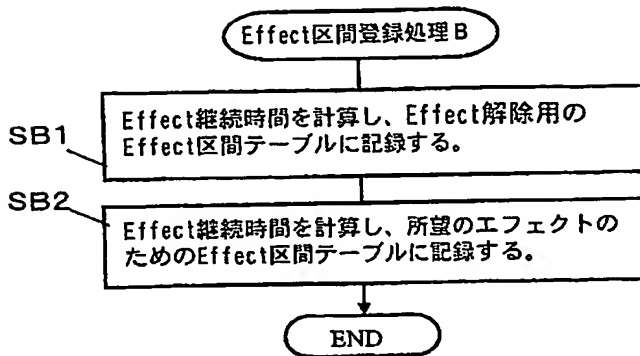 Effect区間登録処理B
SB1
Effect継続時間を計算し、Effect解除用の
Effect区間テーブルに記録する。
SB2
Effect継続時間を計算し、所望のエフェクトの
ためのEffect区間テーブルに記録する。
END